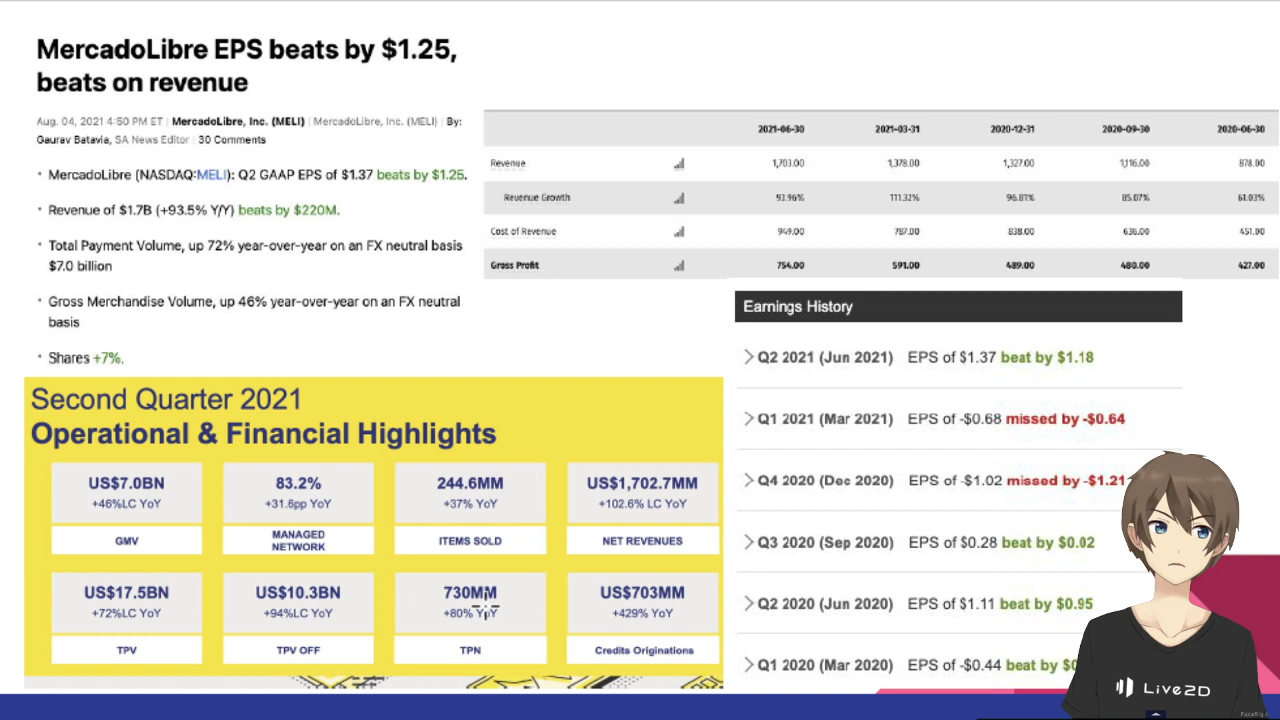 MercadoLibre EPS beats by $1.25,
beats on revenue
Aug. 04, 2021 4:50 PM ET | MercadoLibre, Inc. (MELI) | MercadoLibre, Inc. (MELI) | By:
Gaurav Batavia, SA News Editor | 30 Comments
• MercadoLibre (NASDAQ:MELI): Q2 GAAP EPS of $1.37 beats by $1.25.
• Revenue of $1.7B (+93.5% Y/Y) beats by $220M.
• Total Payment Volume, up 72% year-over-year on an FX neutral basis
$7.0 billion
• Gross Merchandise Volume, up 46% year-over-year on an FX neutral
basis
• Shares +7%.
2021-06-30 2021-03-31 2020-12-31 2020-09-30 2020-06-30
Revenue 1,703.00 1,378.00 1,327.00 1,116.00 878.00
Revenue Growth 93.96% 111.32% 96.87% 85.07% 61.03%
Cost of Revenue 949.00 787.00 838.00 636.00 451.00
Gross Profit 754.00 591.00 489.00 480.00 427.00
Earnings History
Q2 2021 (Jun 2021) EPS of $1.37 beat by $1.18
Q1 2021 (Mar 2021) EPS of -$0.68 missed by -$0.64
Q4 2020 (Dec 2020) EPS of -$1.02 missed by -$1.21
Q3 2020 (Sep 2020) EPS of $0.28 beat by $0.02
Q2 2020 (Jun 2020) EPS of $1.11 beat by $0.95
Q1 2020 (Mar 2020) EPS of -$0.44 beat by
Second Quarter 2021
Operational & Financial Highlights
US$7.0BN 83.2% 244.6MM US$1,702.7MM
+46%LC YoY +31.6pp YoY +37% YoY +102.6% LC YoY
GMV MANAGED ITEMS SOLD NET REVENUES
NETWORK
US$17.5BN US$10.3BN 730MM US$703MM
+72%LC YoY +94%LC YoY +80% YoY +429% YoY
TPV TPV OFF TPN Credits Originations
Live2D
FaceRig